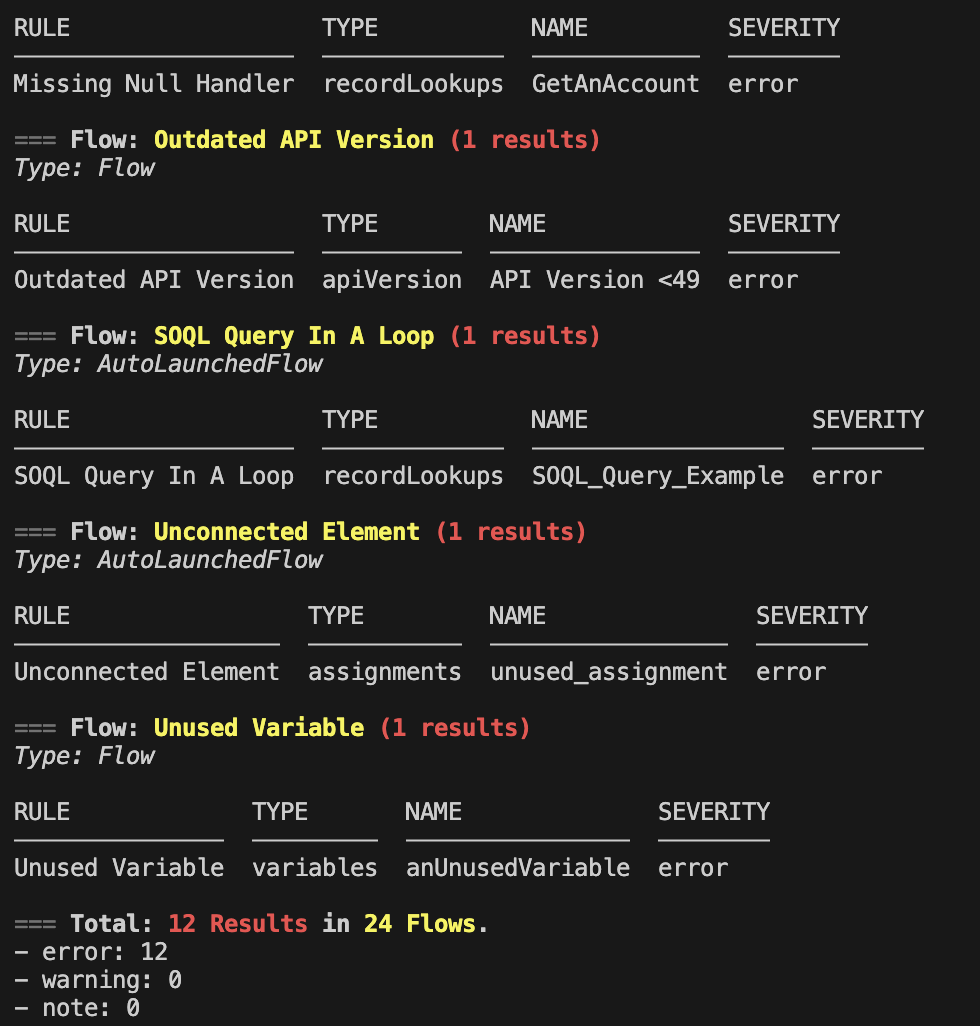 RULE TYPE NAME SEVERITY
Missing Null Handler recordLookups GetAnAccount error
=== Flow: Outdated API Version (1 results)
Type: Flow
RULE TYPE NAME SEVERITY
Outdated API Version apiVersion API Version <49 error
=== Flow: SOQL Query In A Loop (1 results)
Type: AutoLaunchedFlow
RULE TYPE NAME SEVERITY
SOQL Query In A Loop recordLookups SOQL_Query_Example error
=== Flow: Unconnected Element (1 results)
Type: AutoLaunchedFlow
RULE TYPE NAME SEVERITY
Unconnected Element assignments unused_assignment error
=== Flow: Unused Variable (1 results)
Type: Flow
RULE TYPE NAME SEVERITY
Unused Variable variables anUnusedVariable error
=== Total: 12 Results in 24 Flows.
- error: 12
- warning: 0
- note: 0